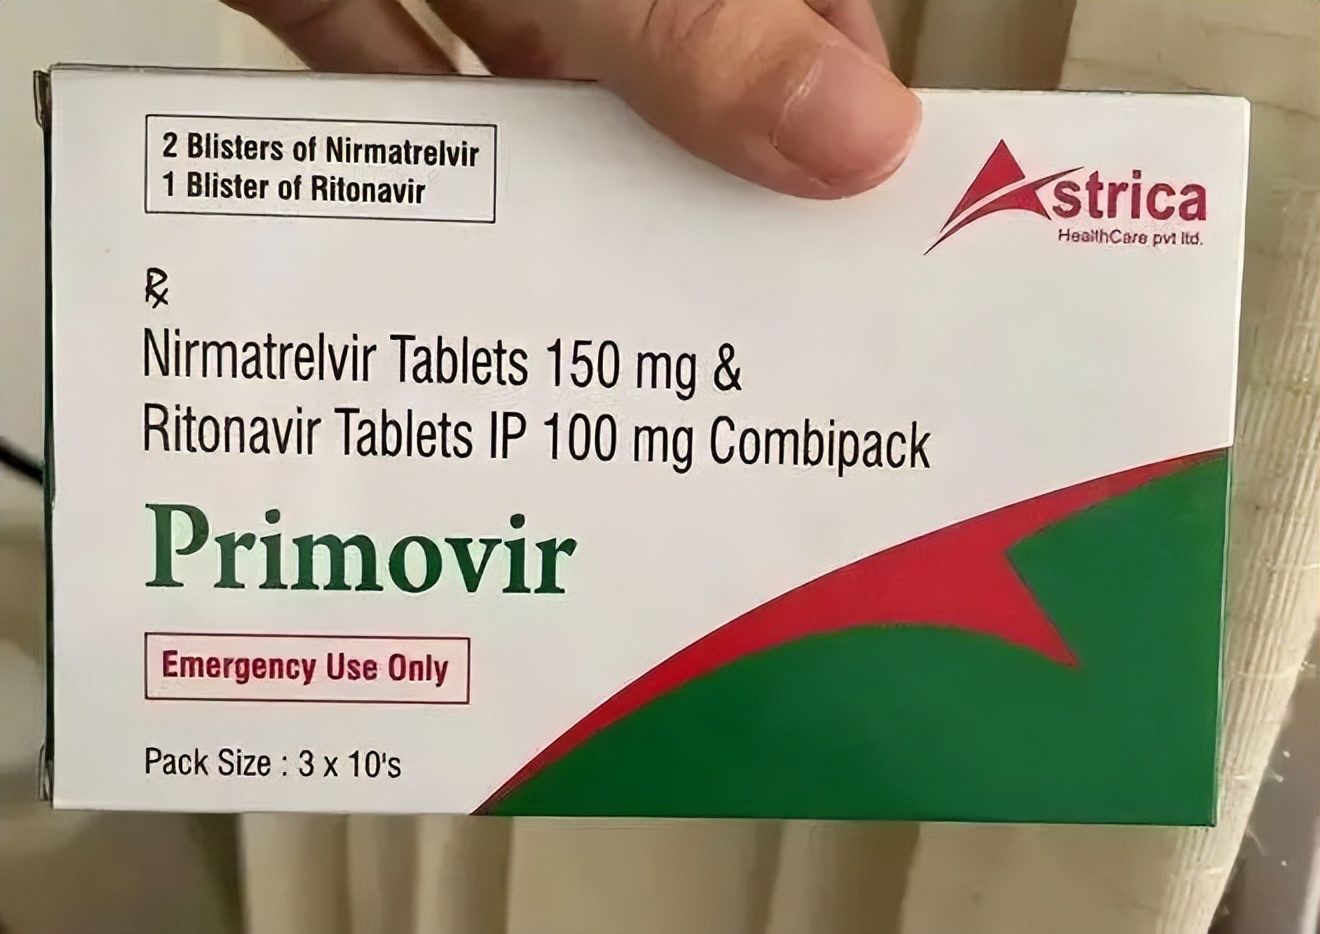 2 Blisters of Nirmatrelvir
1 Blister of Ritonavir
Astrica
HealthCare pvt ltd.
℞
Nirmatrelvir Tablets 150 mg &
Ritonavir Tablets IP 100 mg Combipack
Primovir
Emergency Use Only
Pack Size : 3 x 10's